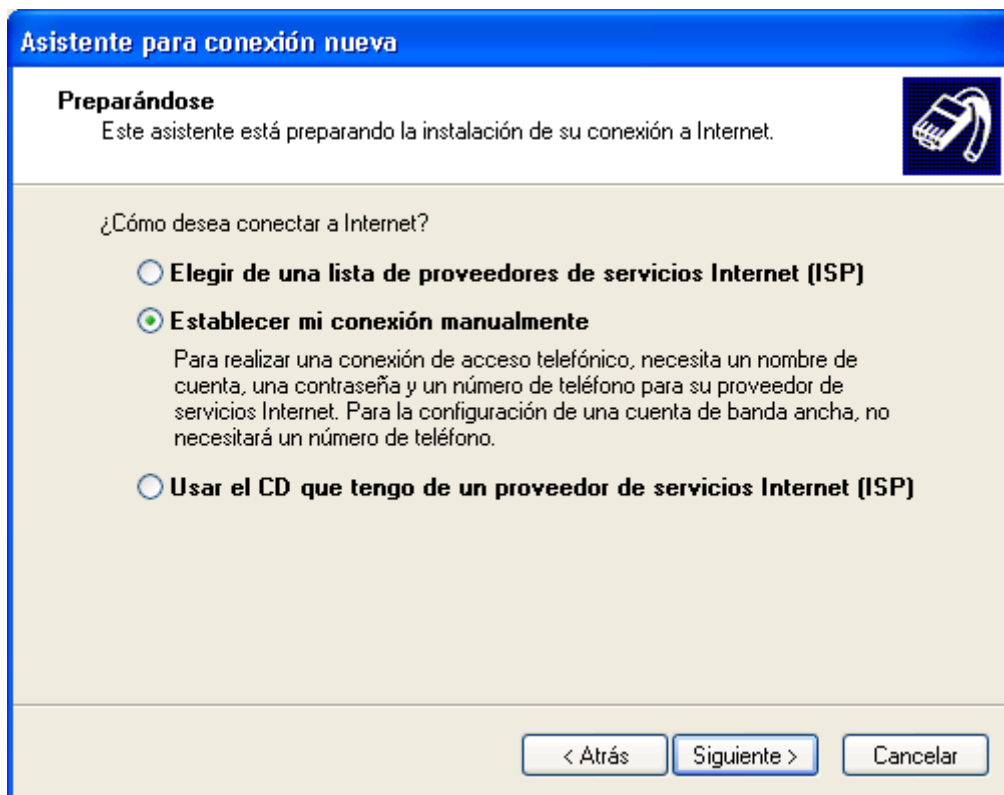 Asistente para conexión nueva
Preparándose
Este asistente está preparando la instalación de su conexión a Internet.
¿Cómo desea conectar a Internet?
Elegir de una lista de proveedores de servicios Internet (ISP)
Establecer mi conexión manualmente
Para realizar una conexión de acceso telefónico, necesita un nombre de
cuenta, una contraseña y un número de teléfono para su proveedor de
servicios Internet. Para la configuración de una cuenta de banda ancha, no
necesitará un número de teléfono.
Usar el CD que tengo de un proveedor de servicios Internet (ISP)
< Atrás Siguiente > Cancelar